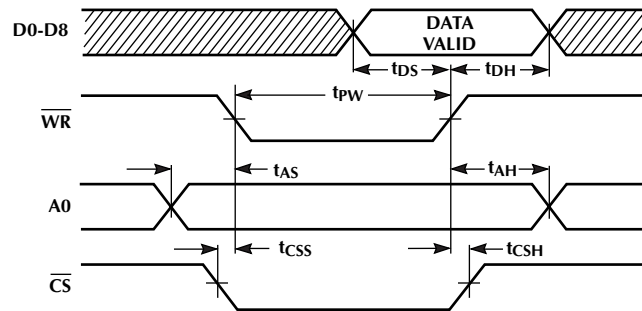 D0-D8
DATA
VALID
tDS
tDH
tPW
WR
tAS
tAH
A0
tCSS
tCSH
CS